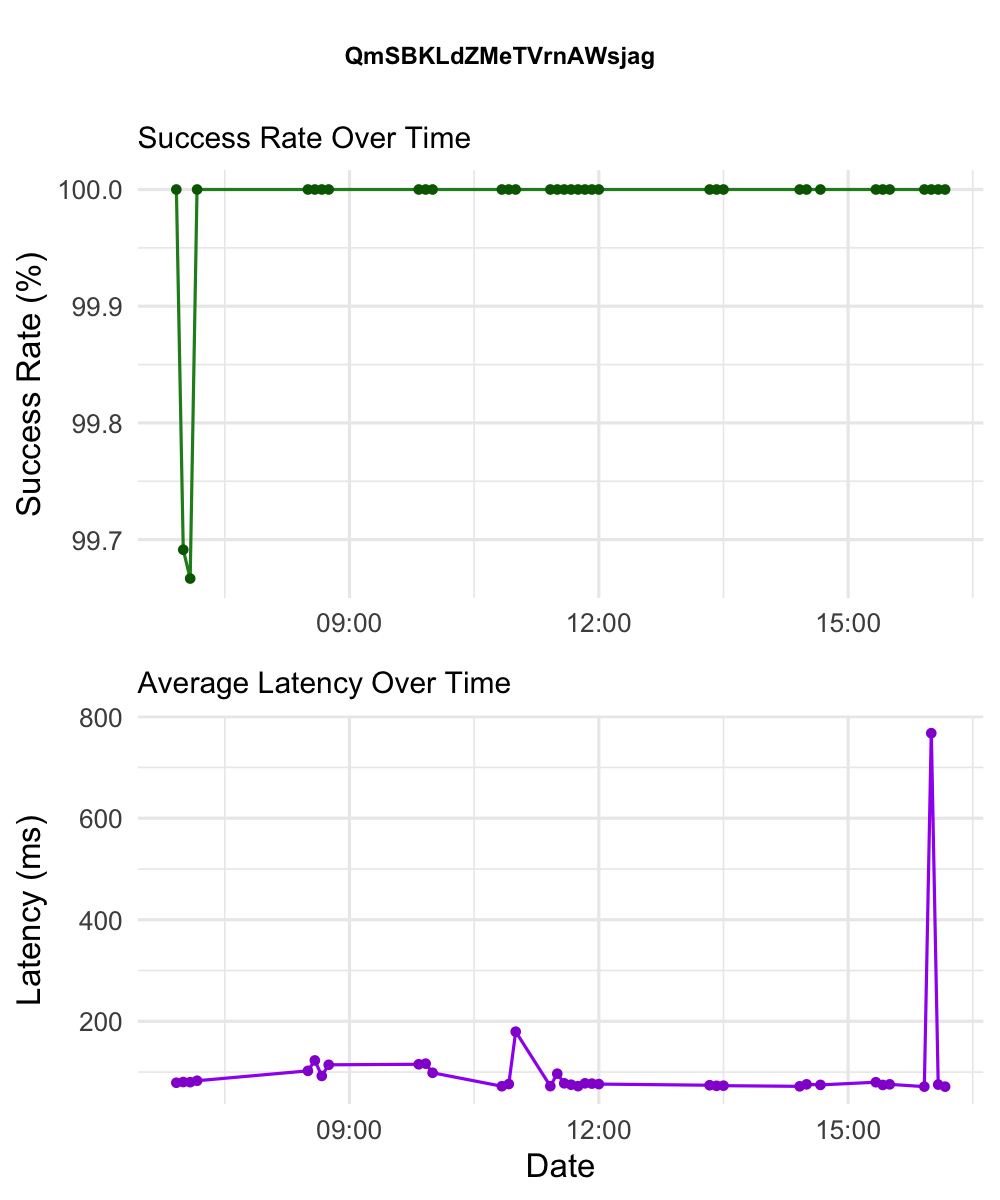 QmSBKLdZMeTVrnAWsjag
Success Rate Over Time
Success Rate (%)
100.0
99.9
99.8
99.7
09:00 12:00 15:00
Average Latency Over Time
Latency (ms)
800
600
400
200
09:00 12:00 15:00
Date